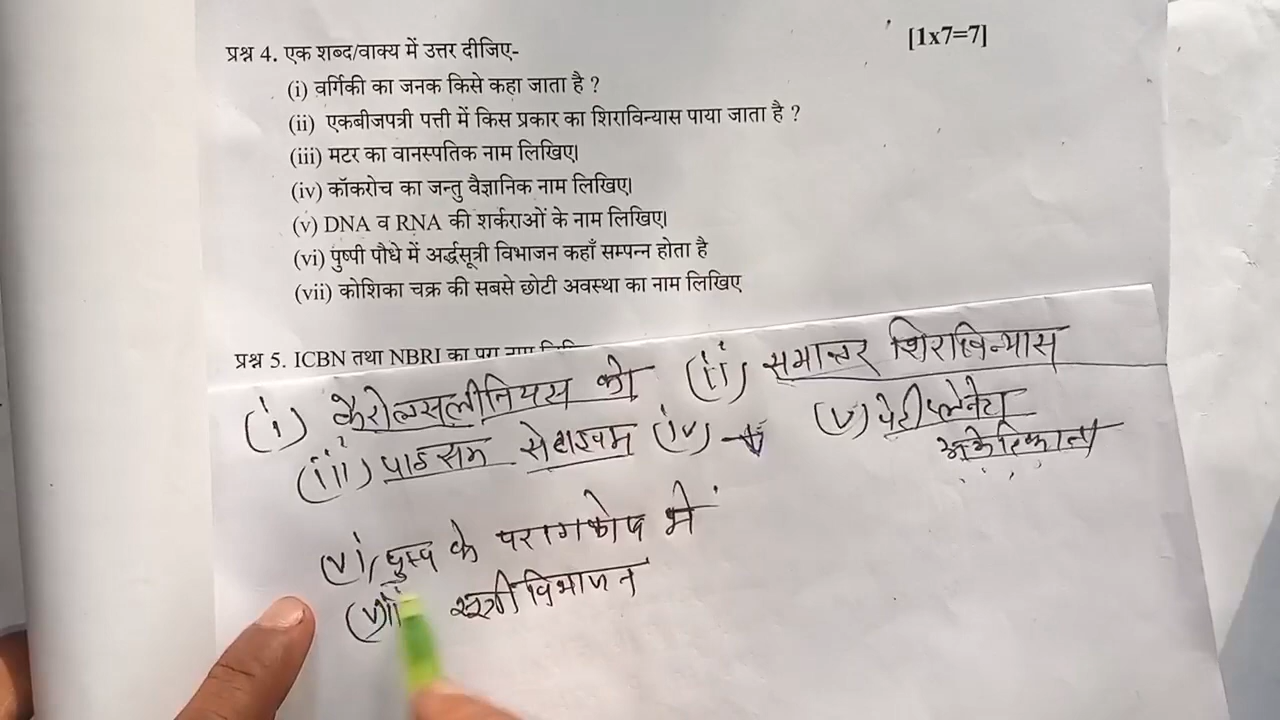 [1x7=7]
प्रश्न 4. एक शब्द/वाक्य में उत्तर दीजिए-
(i) वर्गिकी का जनक किसे कहा जाता है ?
(ii) एकबीजपत्री पत्ती में किस प्रकार का शिराविन्यास पाया जाता है ?
(iii) मटर का वानस्पतिक नाम लिखिए।
(iv) कॉकरोच का जन्तु वैज्ञानिक नाम लिखिए।
(v) DNA व RNA की शर्कराओं के नाम लिखिए।
(vi) पुष्पी पौधे में अर्द्धसूत्री विभाजन कहाँ सम्पन्न होता है
(vii) कोशिका चक्र की सबसे छोटी अवस्था का नाम लिखिए
प्रश्न 5. ICBN तथा NBRI का
(i) कैरोलसलीनियस को (ii) समान्तर शिराविन्यास
(iii) पाइसम सेटाइवम (iv) (v) पेरीप्लेनेटा
अमेरिकाना
(vi) पुष्प के परागकोष में
(vii) सूत्रीविभाजन